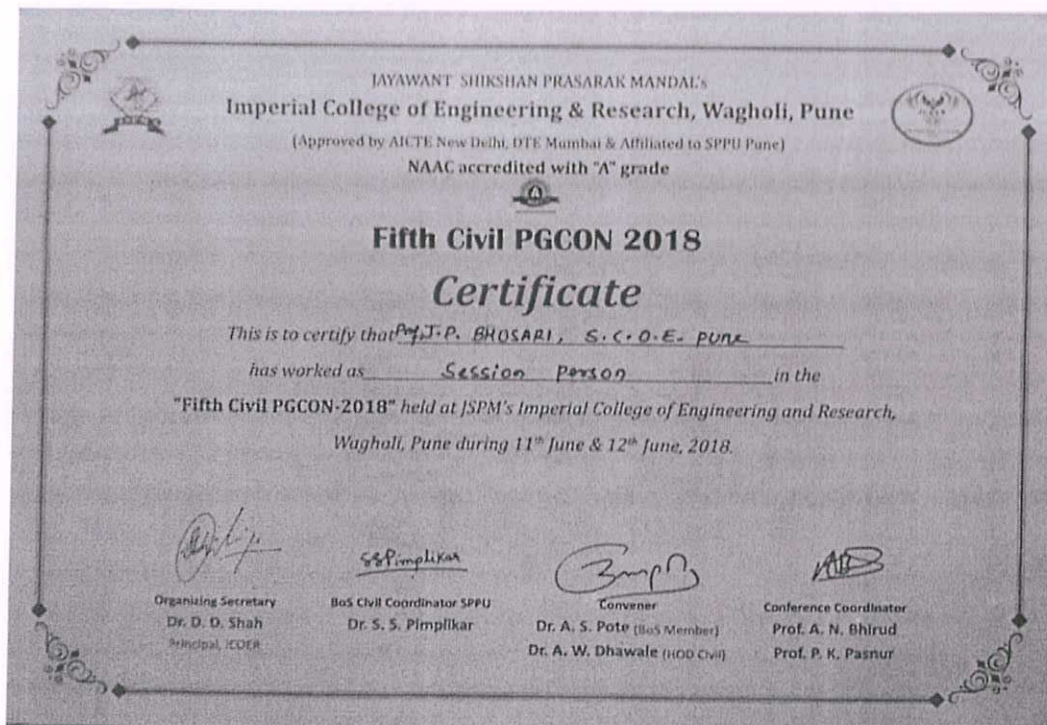 JAYAWANT SHIKSHAN PRASARAK MANDAL's
Imperial College of Engineering & Research, Wagholi, Pune
(Approved by AICTE New Delhi, DTE Mumbai & Affiliated to SPPU Pune)
NAAC accredited with "A" grade
Fifth Civil PGCON 2018
Certificate
This is to certify that Prof. J. P. BHOSARI, S.C.O.E. PUNE
has worked as Session Person in the
"Fifth Civil PGCON-2018" held at JSPM's Imperial College of Engineering and Research,
Wagholi, Pune during 11th June & 12th June, 2018.
SSPimplikar
Organizing Secretary
Dr. D. D. Shah
Principal, ICOER
BoS Civil Coordinator SPPU
Dr. S. S. Pimplikar
Convener
Dr. A. S. Pote (BoS Member)
Dr. A. W. Dhawale (HOD Civil)
Conference Coordinator
Prof. A. N. Bhirud
Prof. P. K. Pasnur